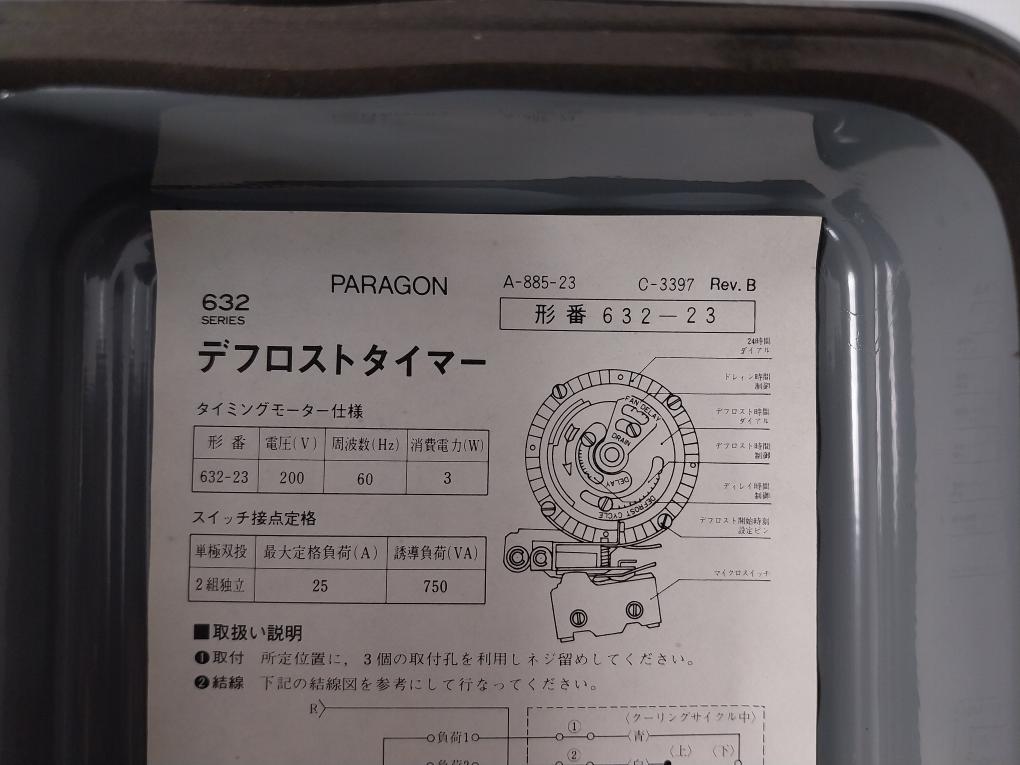 PARAGON
A-885-23 C-3397 Rev. B
632
SERIES
形番 632-23
デフロストタイマー
タイミングモーター仕様
形番 電圧(V) 周波数(Hz) 消費電力(W)
632-23 200 60 3
スイッチ接点定格
単極双投 最大定格負荷(A) 誘導負荷(VA)
2組独立 25 750
24時間
ダイアル
ドレイン時間
制御
デフロスト時間
ダイアル
デフロスト時間
制御
ディレイ時間
制御
デフロスト開始時刻
設定ピン
マイクロスイッチ
FAN DELAY
DRAIN
DELAY
DEFROST CYCLE
■取扱い説明
❶取付 所定位置に，3個の取付孔を利用しネジ留めしてください。
❷結線 下記の結線図を参考にして行なってください。
R
〈クーリングサイクル中〉
負荷1 ① 〈青〉
② 〈上〉 〈下〉